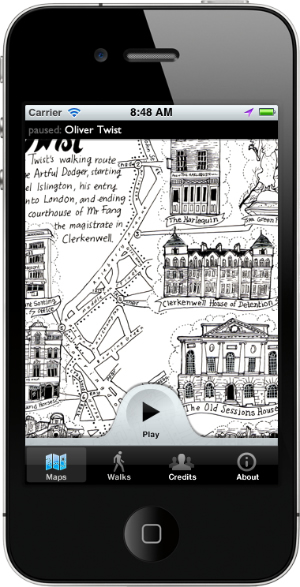 Carrier 8:48 AM
paused: Oliver Twist
Twist
Twist's walking route
Artful Dodger, starting
Islington, his entry
into London, and ending
courthouse of Mr Fang
the magistrate in
Clerkenwell.
The Harlequin
Clerkenwell House of Detention
The Old Sessions House
Play
Maps Walks Credits About